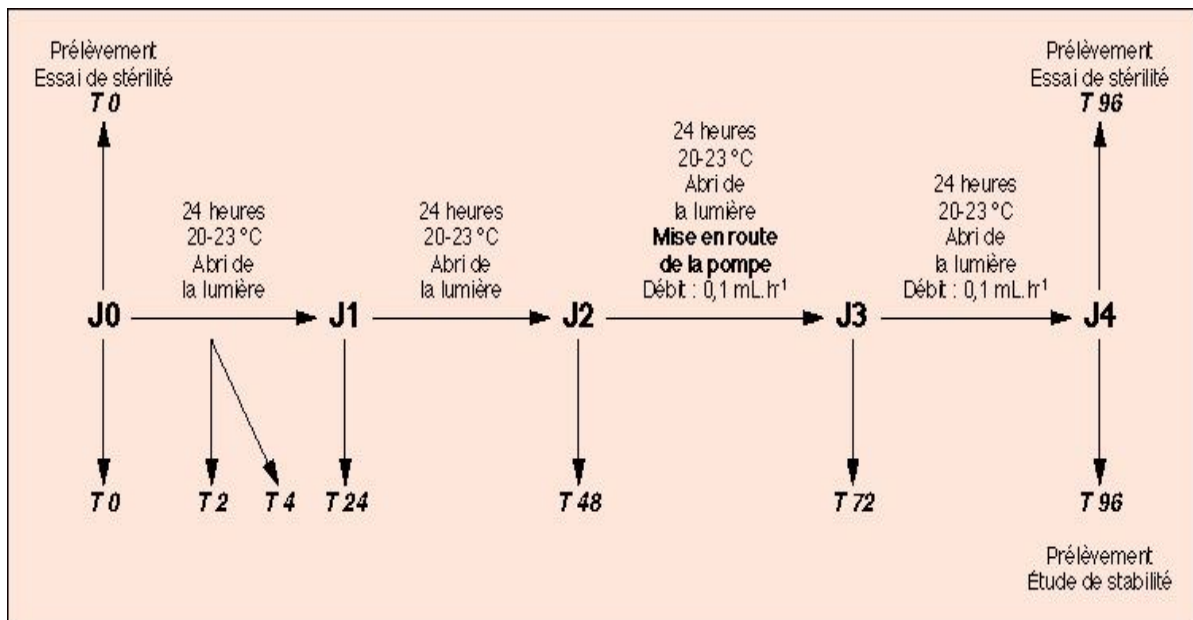 Prélèvement
Essai de stérilité
T 0
Prélèvement
Essai de stérilité
T 96
24 heures
20-23 °C
Abri de
la lumière
24 heures
20-23 °C
Abri de
la lumière
24 heures
20-23 °C
Abri de
la lumière
Mise en route
de la pompe
Débit : 0,1 mL.hr¹
24 heures
20-23 °C
Abri de
la lumière
Débit : 0,1 mL.hr¹
J0
J1
J2
J3
J4
T 0
T 2
T 4
T 24
T 48
T 72
T 96
Prélèvement
Étude de stabilité